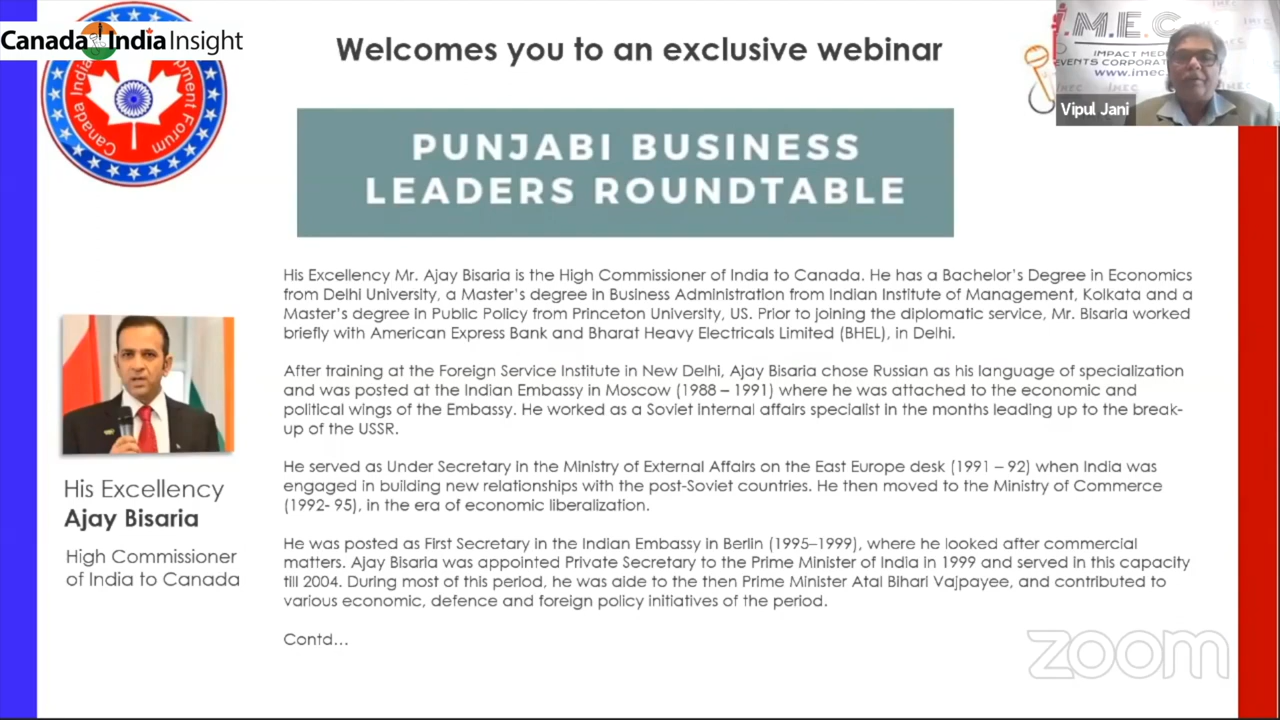 Canada India Insight
Welcomes you to an exclusive webinar
I.M.E.C
IMPACT MED
EVENTS CORPORAT
www.imec.
Vipul Jani
Canada India
opment Forum
PUNJABI BUSINESS
LEADERS ROUNDTABLE
His Excellency Mr. Ajay Bisaria is the High Commissioner of India to Canada. He has a Bachelor's Degree in Economics
from Delhi University, a Master's degree in Business Administration from Indian Institute of Management, Kolkata and a
Master's degree in Public Policy from Princeton University, US. Prior to joining the diplomatic service, Mr. Bisaria worked
briefly with American Express Bank and Bharat Heavy Electricals Limited (BHEL), in Delhi.
After training at the Foreign Service Institute in New Delhi, Ajay Bisaria chose Russian as his language of specialization
and was posted at the Indian Embassy in Moscow (1988 – 1991) where he was attached to the economic and
political wings of the Embassy. He worked as a Soviet internal affairs specialist in the months leading up to the break-
up of the USSR.
He served as Under Secretary in the Ministry of External Affairs on the East Europe desk (1991 – 92) when India was
engaged in building new relationships with the post-Soviet countries. He then moved to the Ministry of Commerce
(1992- 95), in the era of economic liberalization.
He was posted as First Secretary in the Indian Embassy in Berlin (1995–1999), where he looked after commercial
matters. Ajay Bisaria was appointed Private Secretary to the Prime Minister of India in 1999 and served in this capacity
till 2004. During most of this period, he was aide to the then Prime Minister Atal Bihari Vajpayee, and contributed to
various economic, defence and foreign policy initiatives of the period.
Contd...
His Excellency
Ajay Bisaria
High Commissioner
of India to Canada
zoom